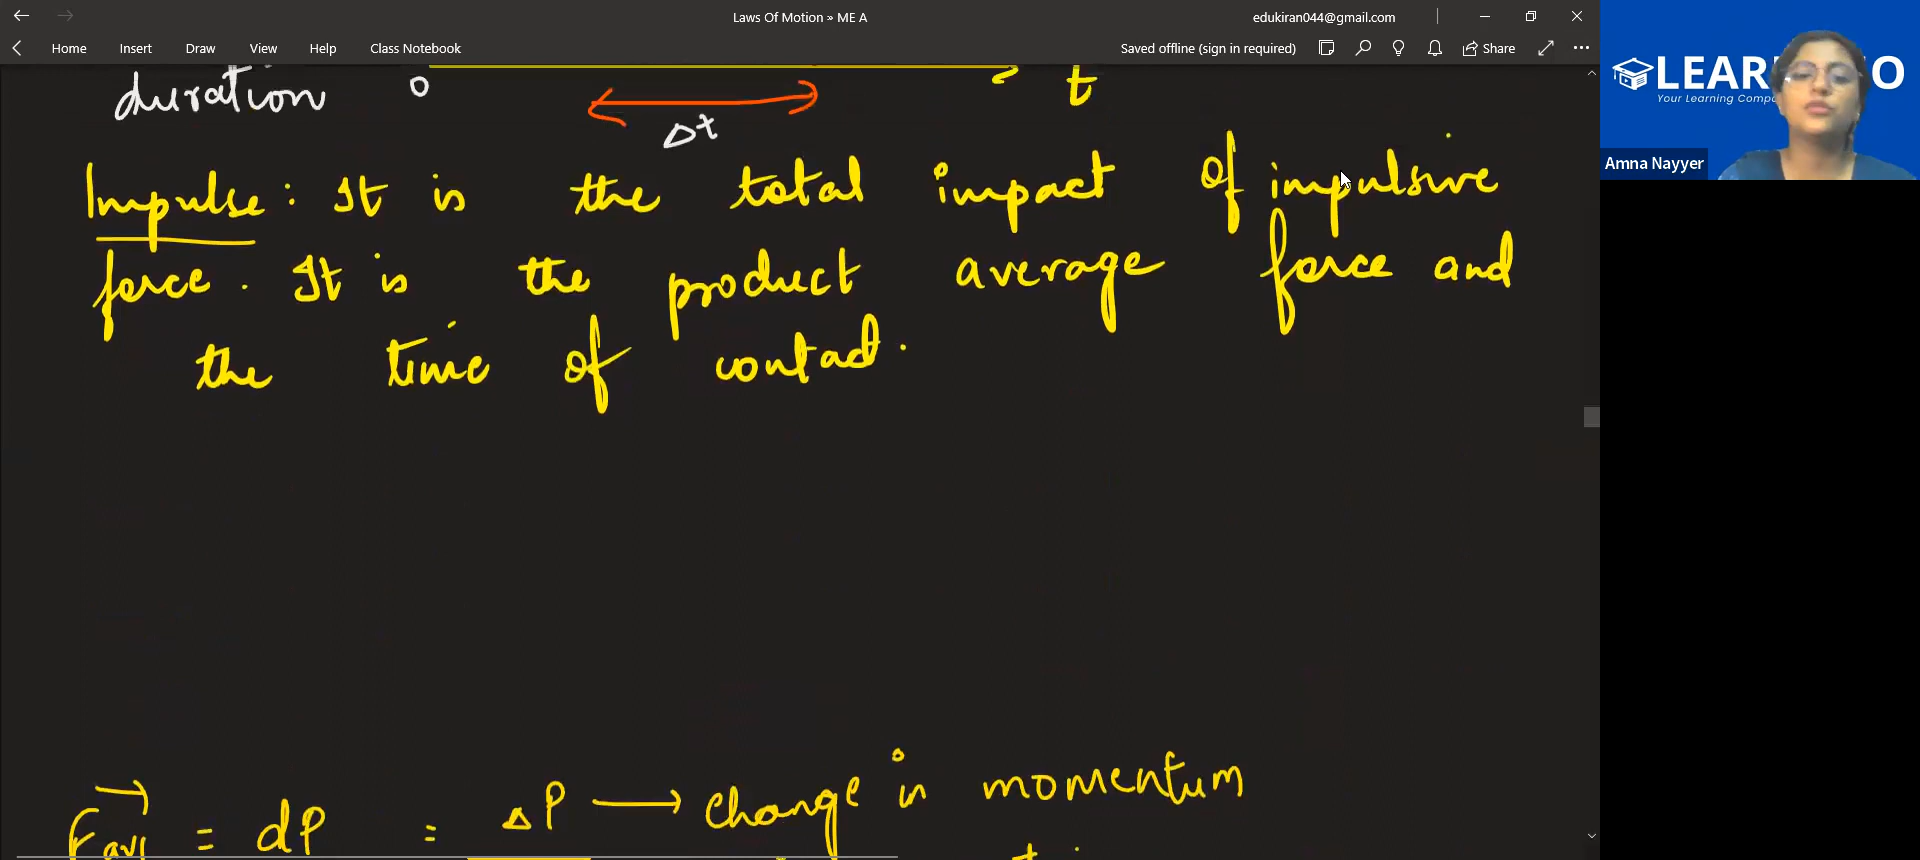 Laws Of Motion » ME A
edukiran044@gmail.com
Home Insert Draw View Help Class Notebook
Saved offline (sign in required)
Share
LEAR O
Your Learning Compa
Amna Nayyer
duration 0 t
Δt
Impulse: It is the total impact of impulsive
force. It is the product average force and
the time of contact.
ΔP → Change in momentum
Favg = dP =